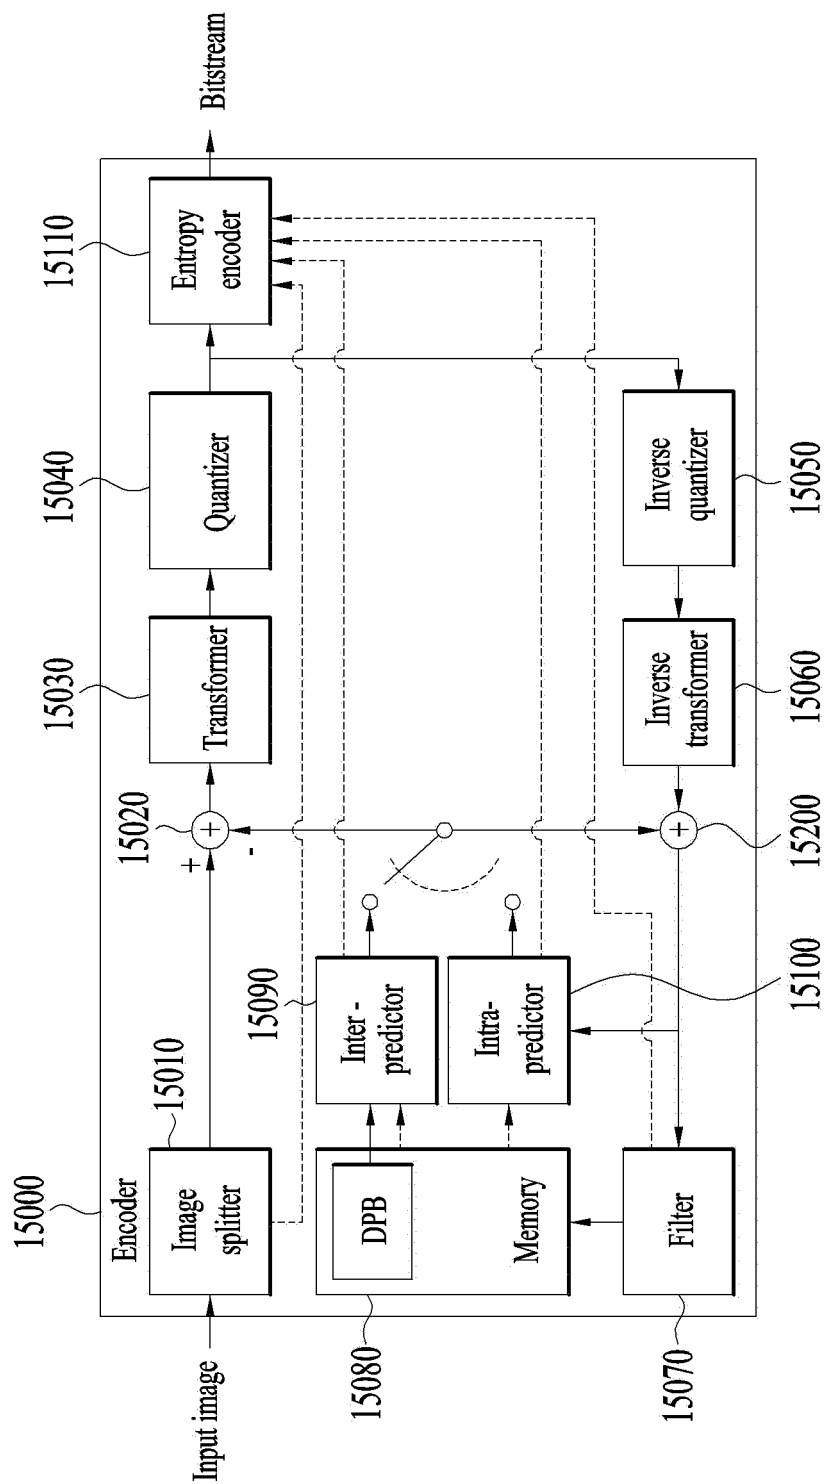 15000
Encoder
Input image
15010
Image
splitter
+
-
+
15020
15030
Transformer
15040
Quantizer
15110
Entropy
encoder
Bitstream
15080
DPB
Memory
15090
Inter-
predictor
Intra-
predictor
15100
Filter
15070
+
15200
Inverse
transformer
15060
Inverse
quantizer
15050